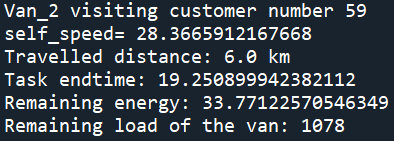 Van_2 visiting customer number 59
self_speed= 28.3665912167668
Travelled distance: 6.0 km
Task endtime: 19.250899942382112
Remaining energy: 33.77122570546349
Remaining load of the van: 1078